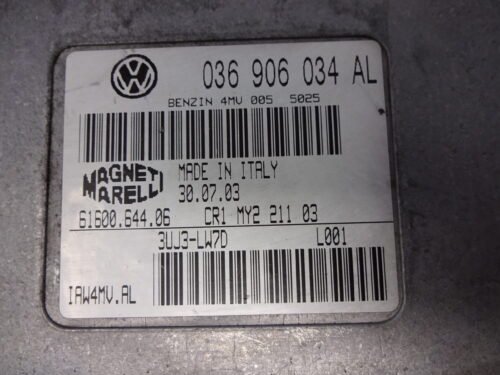 036 906 034 AL
BENZIN 4MV 005 5025
MAGNETI
MARELLI
MADE IN ITALY
30.07.03
61600.644.06 CR1 MY2 211 03
3UJ3-LW7D L001
IAW4MV.AL